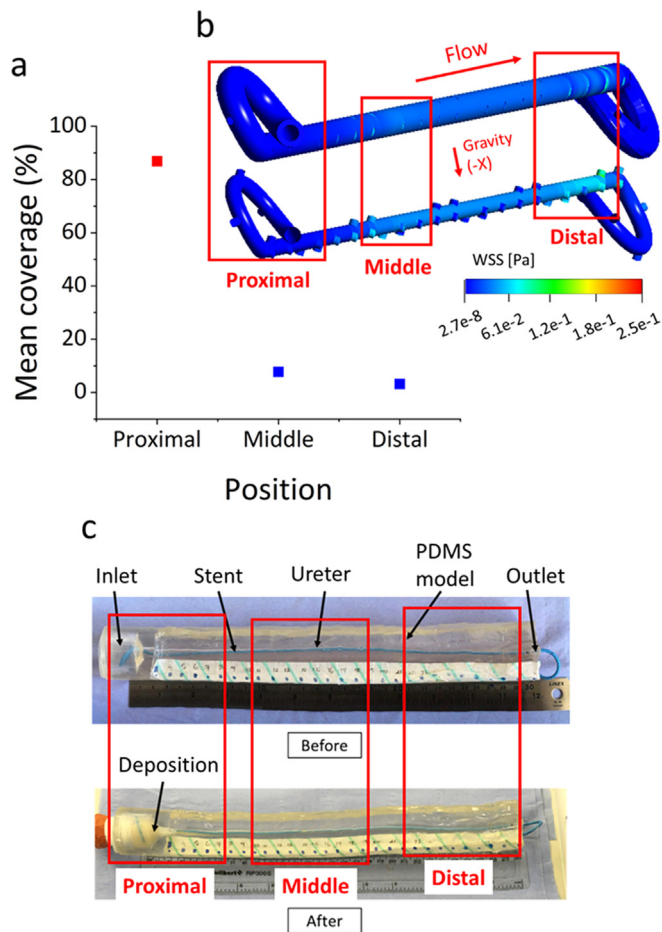 a
b
Flow
Gravity
(-X)
Proximal
Middle
Distal
WSS [Pa]
2.7e-8
6.1e-2
1.2e-1
1.8e-1
2.5e-1
Mean coverage (%)
100
80
60
40
20
0
Proximal
Middle
Distal
Position
c
Inlet
Stent
Ureter
PDMS
model
Outlet
Before
Deposition
Proximal
Middle
Distal
After